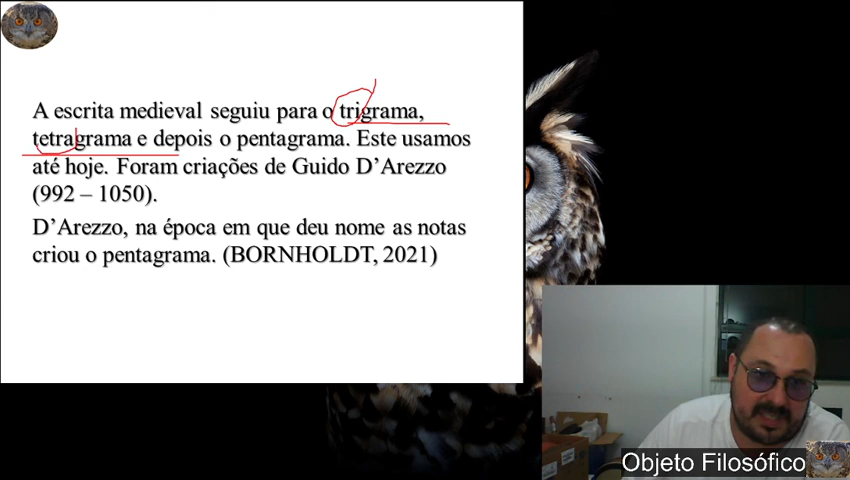 A escrita medieval seguiu para o trigrama,
tetragrama e depois o pentagrama. Este usamos
até hoje. Foram criações de Guido D’Arezzo
(992 – 1050).
D’Arezzo, na época em que deu nome as notas
criou o pentagrama. (BORNHOLDT, 2021)
Objeto Filosófico